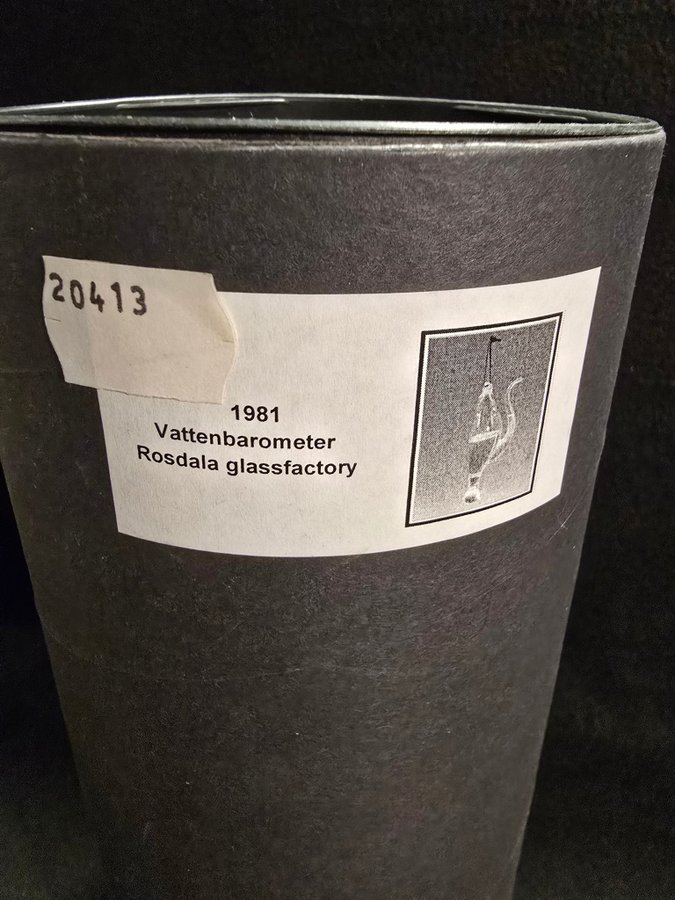 20413
1981
Vattenbarometer
Rosdala glassfactory